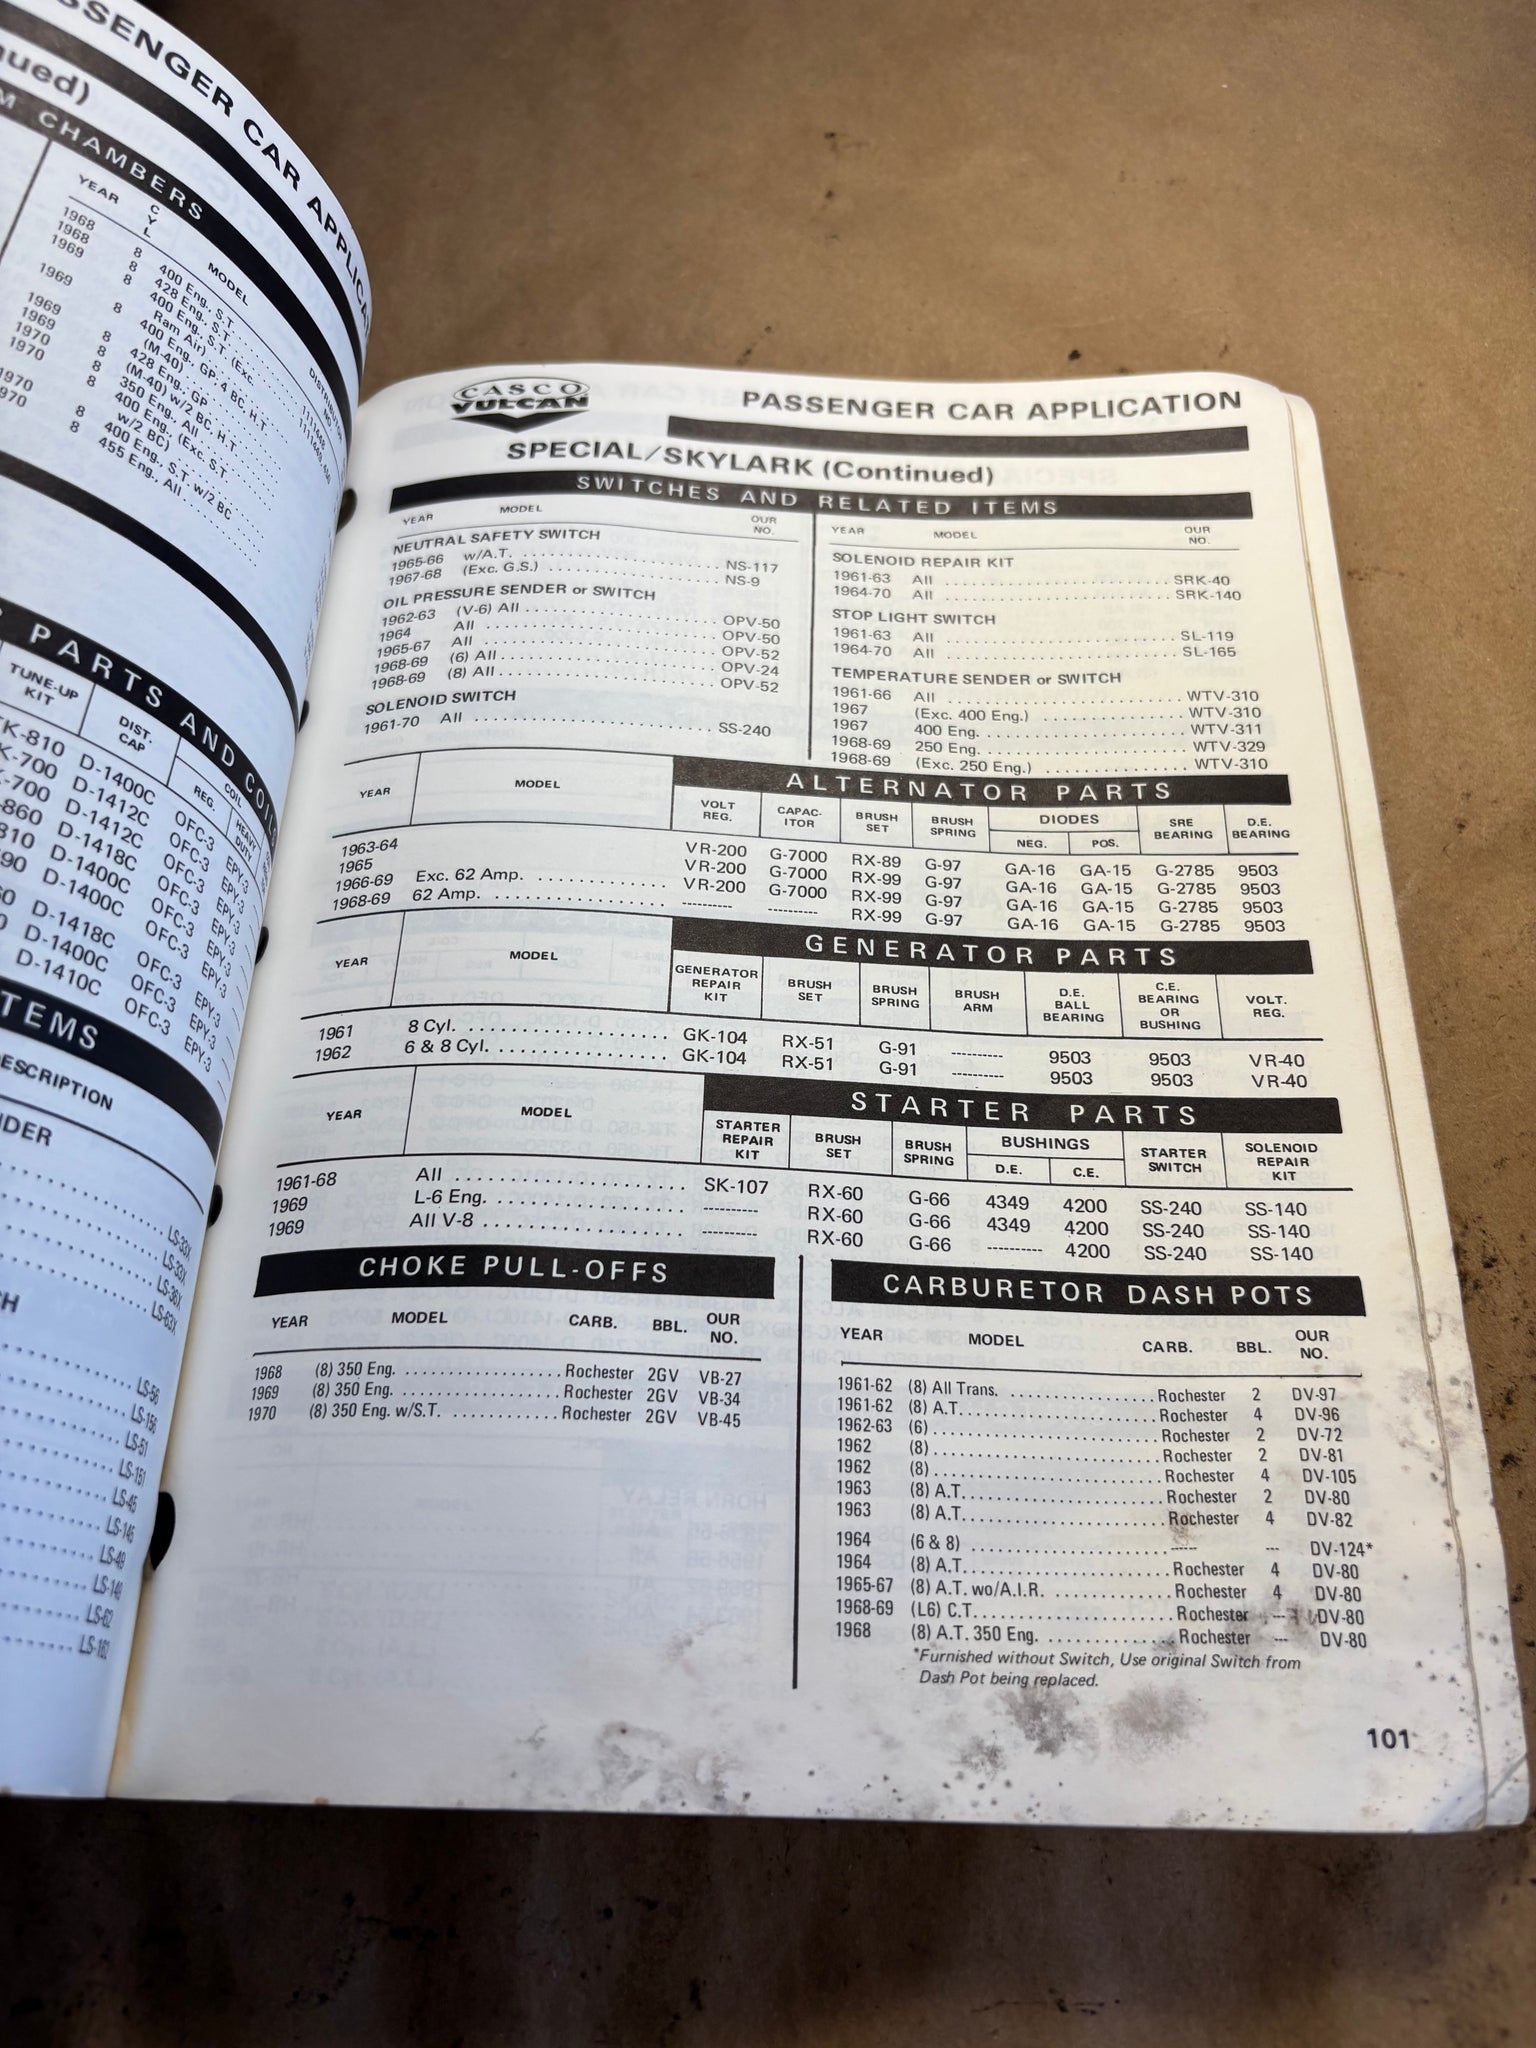 PASSENGER CAR APPLICA
nued)
M CHAMBERS
YEAR CYL MODEL DISTRIBUTOR NO.
1968 8 400 Eng., S.T.
1968 8 428 Eng., S.T.
1969 8 400 Eng., S.T. (Exc.
Ram Air)
1969 8 400 Eng., GP, 4 BC, H.T.
(M-40)
1969 8 428 Eng., GP
(M-40) w/2 BC, H.T.
350 Eng., All
400 Eng., (Exc. S.T.
w/2 BC)
400 Eng., S.T. w/2 BC
8 455 Eng., All
PARTS AND COIL
TUNE-UP KIT DIST. CAP REG. COIL HEAVY DUTY
TK-810 D-1400C OFC-3 EPY-3
K-700 D-1412C OFC-3 EPY-3
-700 D-1412C OFC-3 EPY-3
-860 D-1418C OFC-3 EPY-3
810 D-1400C OFC-3 EPY-3
90 D-1400C OFC-3 EPY-3
60 D-1418C OFC-3 EPY-3
D-1400C OFC-3 EPY-3
D-1410C OFC-3 EPY-3
TEMS
DESCRIPTION
NDER
LS-33X
LS-33X
LS-36X
LS-63X
CH
LS-56
LS-156
LS-51
LS-151
LS-45
LS-145
LS-49
LS-149
LS-62
LS-162
CASCO VULCAN
PASSENGER CAR APPLICATION
SPECIAL/SKYLARK (Continued)
SWITCHES AND RELATED ITEMS
YEAR MODEL OUR NO.
NEUTRAL SAFETY SWITCH
1965-66 w/A.T. NS-117
1967-68 (Exc. G.S.) NS-9
OIL PRESSURE SENDER or SWITCH
1962-63 (V-6) All OPV-50
1964 All OPV-50
1965-67 All OPV-52
1968-69 (6) All OPV-24
1968-69 (8) All OPV-52
SOLENOID SWITCH
1961-70 All SS-240
YEAR MODEL OUR NO.
SOLENOID REPAIR KIT
1961-63 All SRK-40
1964-70 All SRK-140
STOP LIGHT SWITCH
1961-63 All SL-119
1964-70 All SL-165
TEMPERATURE SENDER or SWITCH
1961-66 All WTV-310
1967 (Exc. 400 Eng.) WTV-310
1967 400 Eng. WTV-311
1968-69 250 Eng. WTV-329
1968-69 (Exc. 250 Eng.) WTV-310
ALTERNATOR PARTS
YEAR MODEL VOLT REG. CAPACITOR BRUSH SET BRUSH SPRING DIODES NEG. POS. SRE BEARING D.E. BEARING
1963-64 VR-200 G-7000 RX-89 G-97 GA-16 GA-15 G-2785 9503
1965 VR-200 G-7000 RX-99 G-97 GA-16 GA-15 G-2785 9503
1966-69 Exc. 62 Amp. VR-200 G-7000 RX-99 G-97 GA-16 GA-15 G-2785 9503
1968-69 62 Amp. ---------- ---------- RX-99 G-97 GA-16 GA-15 G-2785 9503
GENERATOR PARTS
YEAR MODEL GENERATOR REPAIR KIT BRUSH SET BRUSH SPRING BRUSH ARM D.E. BALL BEARING C.E. BEARING OR BUSHING VOLT. REG.
1961 8 Cyl. GK-104 RX-51 G-91 ---------- 9503 9503 VR-40
1962 6 & 8 Cyl. GK-104 RX-51 G-91 ---------- 9503 9503 VR-40
STARTER PARTS
YEAR MODEL STARTER REPAIR KIT BRUSH SET BRUSH SPRING BUSHINGS D.E. C.E. STARTER SWITCH SOLENOID REPAIR KIT
1961-68 All SK-107 RX-60 G-66 4349 4200 SS-240 SS-140
1969 L-6 Eng. ---------- RX-60 G-66 4349 4200 SS-240 SS-140
1969 All V-8 ---------- RX-60 G-66 ---------- 4200 SS-240 SS-140
CHOKE PULL-OFFS
YEAR MODEL CARB. BBL. OUR NO.
1968 (8) 350 Eng. Rochester 2GV VB-27
1969 (8) 350 Eng. Rochester 2GV VB-34
1970 (8) 350 Eng. w/S.T. Rochester 2GV VB-45
CARBURETOR DASH POTS
YEAR MODEL CARB. BBL. OUR NO.
1961-62 (8) All Trans. Rochester 2 DV-97
1961-62 (8) A.T. Rochester 4 DV-96
1962-63 (6) Rochester 2 DV-72
1962 (8) Rochester 2 DV-81
1962 (8) Rochester 4 DV-105
1963 (8) A.T. Rochester 2 DV-80
1963 (8) A.T. Rochester 4 DV-82
1964 (6 & 8) ----- --- DV-124*
1964 (8) A.T. Rochester 4 DV-80
1965-67 (8) A.T. wo/A.I.R. Rochester 4 DV-80
1968-69 (L6) C.T. Rochester --- DV-80
1968 (8) A.T. 350 Eng. Rochester --- DV-80
*Furnished without Switch, Use original Switch from
Dash Pot being replaced.
101